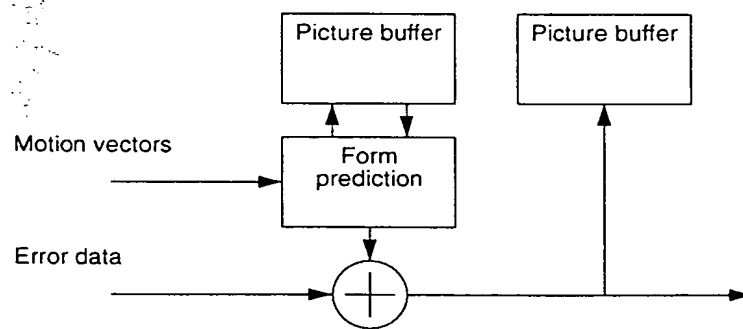 Picture buffer
Picture buffer
Motion vectors
Form
prediction
Error data